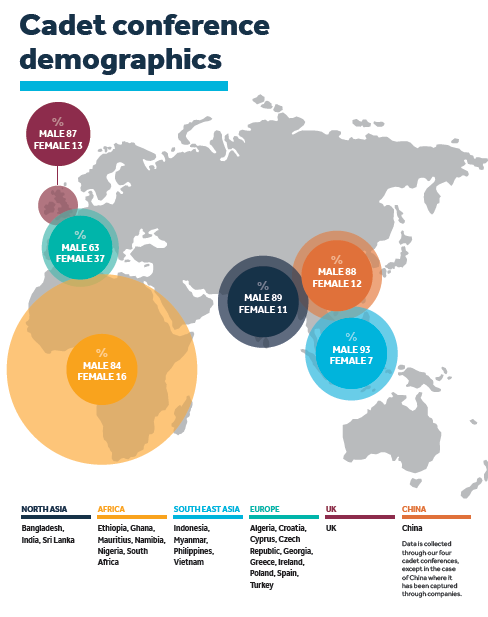 Cadet conference
demographics
%
MALE 87
FEMALE 13
%
MALE 63
FEMALE 37
%
MALE 88
FEMALE 12
%
MALE 89
FEMALE 11
%
MALE 93
FEMALE 7
%
MALE 84
FEMALE 16
NORTH ASIA
Bangladesh,
India, Sri Lanka
AFRICA
Ethiopia, Ghana,
Mauritius, Namibia,
Nigeria, South
Africa
SOUTH EAST ASIA
Indonesia,
Myanmar,
Philippines,
Vietnam
EUROPE
Algeria, Croatia,
Cyprus, Czech
Republic, Georgia,
Greece, Ireland,
Poland, Spain,
Turkey
UK
UK
CHINA
China
Data is collected
through our four
cadet conferences,
except in the case
of China where it
has been captured
through companies.